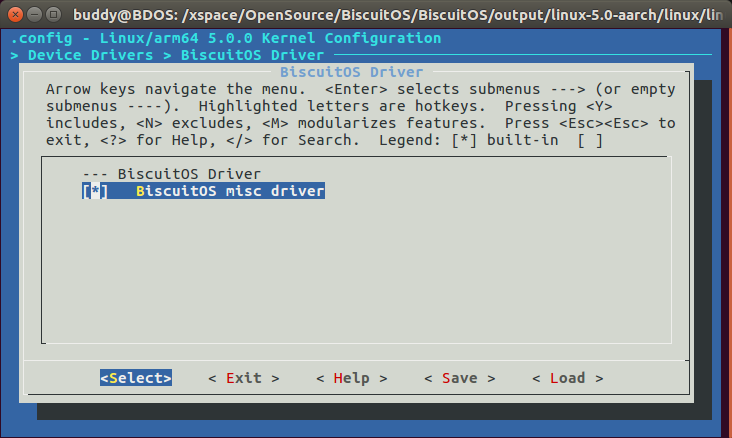 buddy@BDOS: /xspace/OpenSource/BiscuitOS/BiscuitOS/output/linux-5.0-aarch/linux/lin
.config - Linux/arm64 5.0.0 Kernel Configuration
> Device Drivers > BiscuitOS Driver
BiscuitOS Driver
Arrow keys navigate the menu.  <Enter> selects submenus ---> (or empty
submenus ----).  Highlighted letters are hotkeys.  Pressing <Y>
includes, <N> excludes, <M> modularizes features.  Press <Esc><Esc> to
exit, <?> for Help, </> for Search.  Legend: [*] built-in  [ ]
--- BiscuitOS Driver
[*]   BiscuitOS misc driver
<Select>    < Exit >    < Help >    < Save >    < Load >